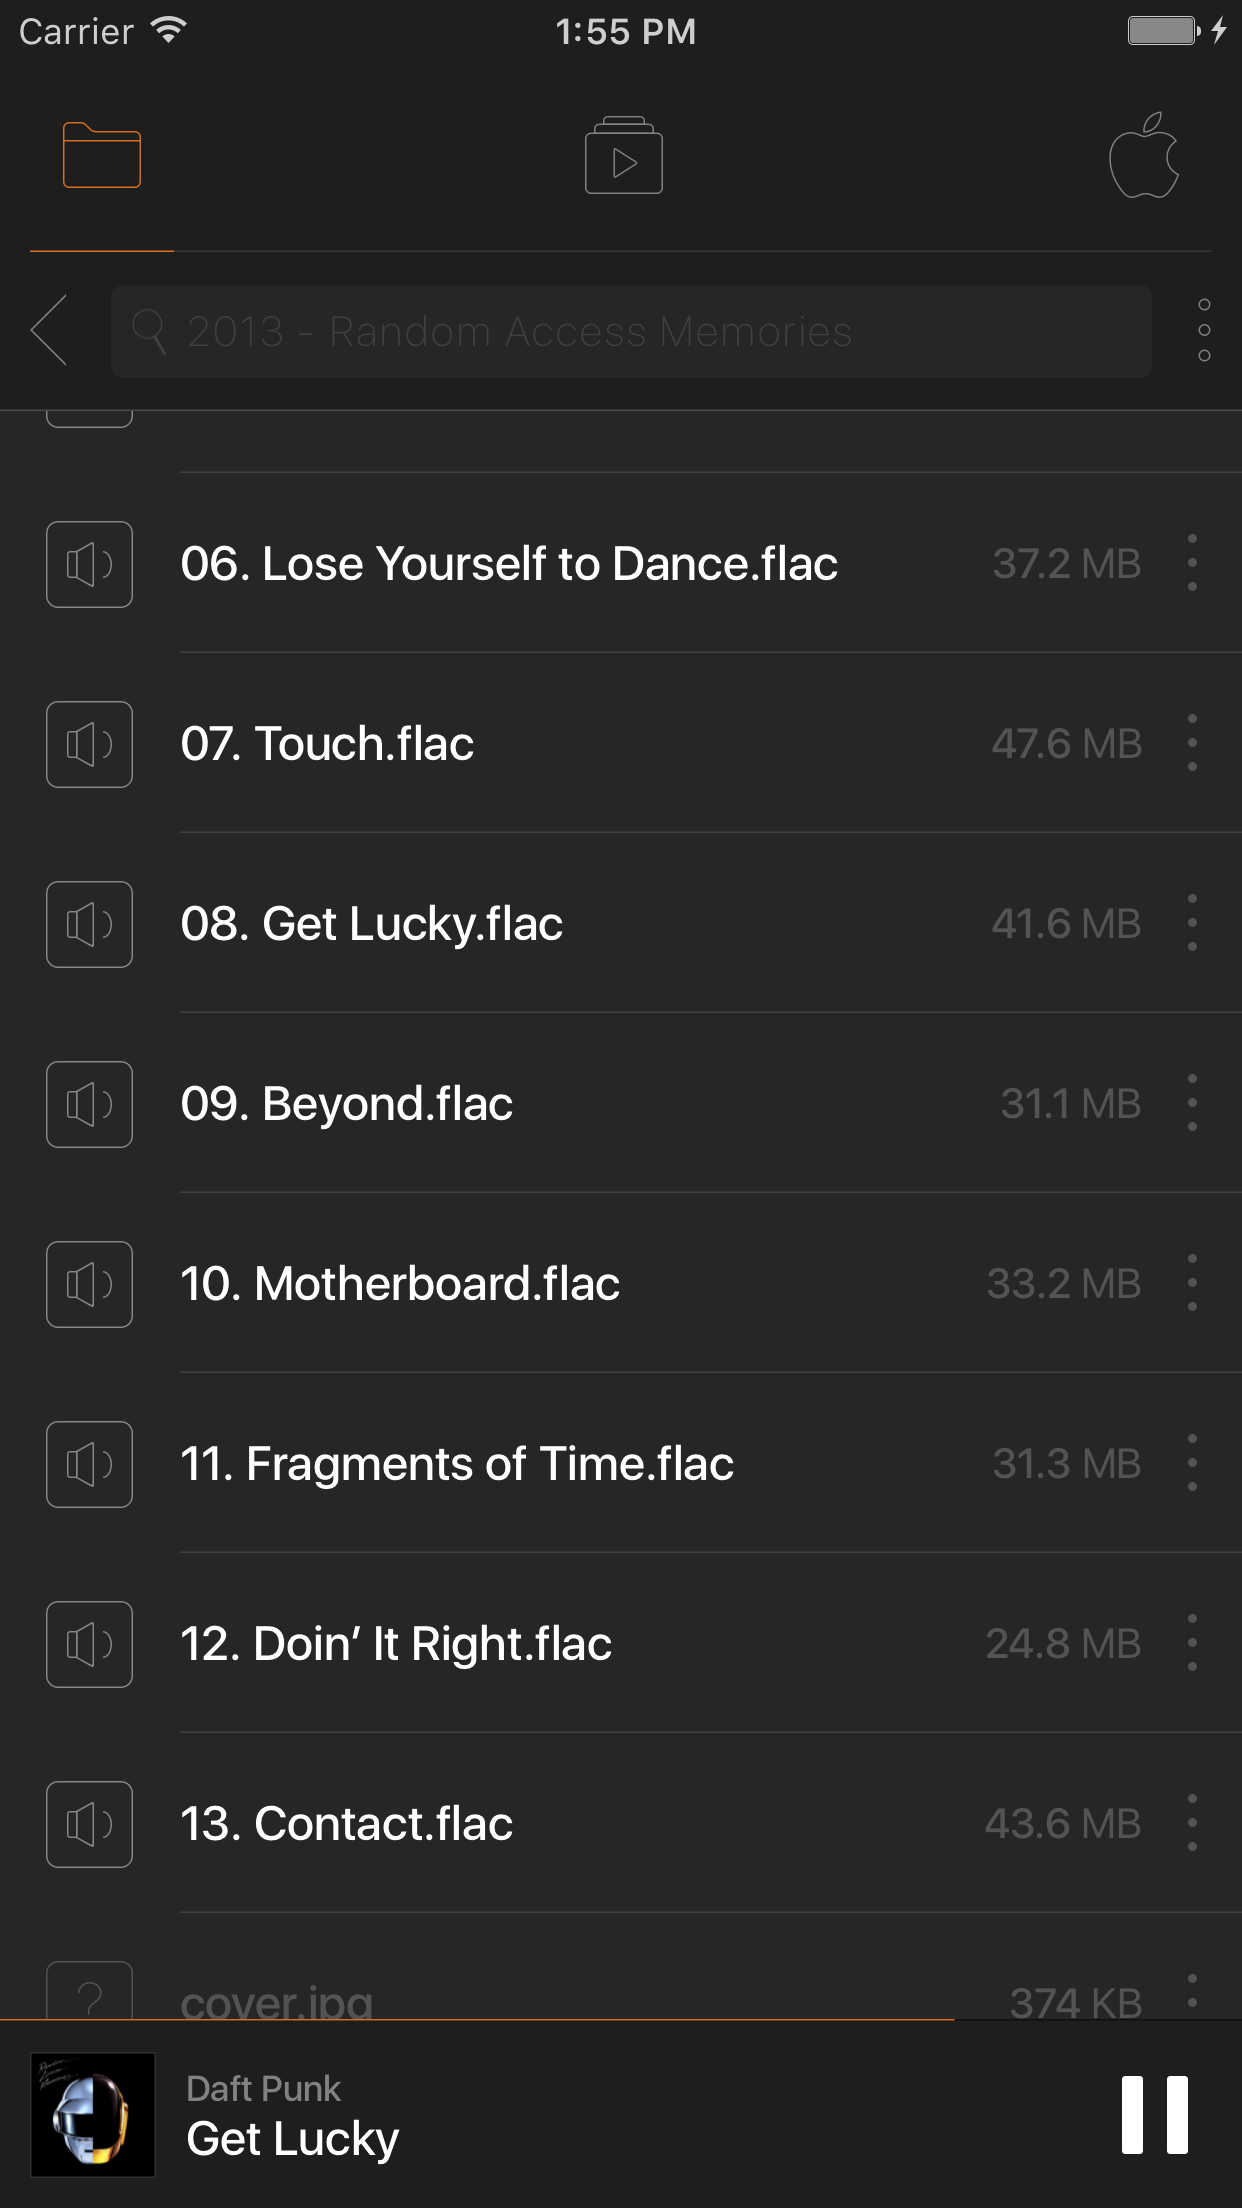 Carrier 1:55 PM
2013 - Random Access Memories
06. Lose Yourself to Dance.flac 37.2 MB
07. Touch.flac 47.6 MB
08. Get Lucky.flac 41.6 MB
09. Beyond.flac 31.1 MB
10. Motherboard.flac 33.2 MB
11. Fragments of Time.flac 31.3 MB
12. Doin’ It Right.flac 24.8 MB
13. Contact.flac 43.6 MB
? cover.jpg 374 KB
Daft Punk
Get Lucky